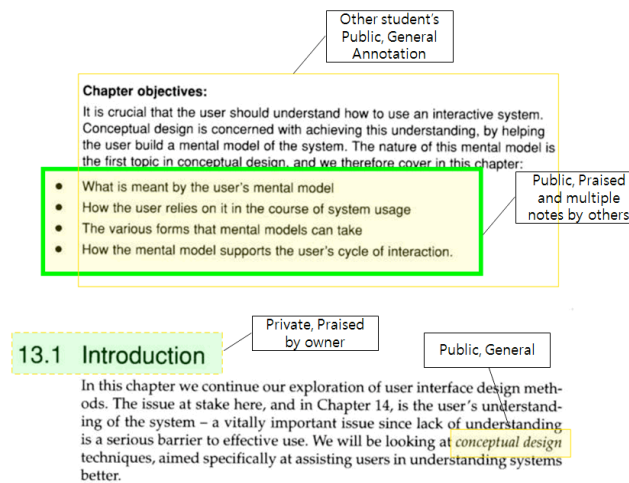 Other student's
Public, General
Annotation
Chapter objectives:
It is crucial that the user should understand how to use an interactive system.
Conceptual design is concerned with achieving this understanding, by helping
the user build a mental model of the system. The nature of this mental model is
the first topic in conceptual design, and we therefore cover in this chapter:
• What is meant by the user's mental model
• How the user relies on it in the course of system usage
• The various forms that mental models can take
• How the mental model supports the user's cycle of interaction.
Public, Praised
and multiple
notes by others
Private, Praised
by owner
Public, General
13.1 Introduction
In this chapter we continue our exploration of user interface design meth-
ods. The issue at stake here, and in Chapter 14, is the user's understand-
ing of the system – a vitally important issue since lack of understanding
is a serious barrier to effective use. We will be looking at conceptual design
techniques, aimed specifically at assisting users in understanding systems
better.